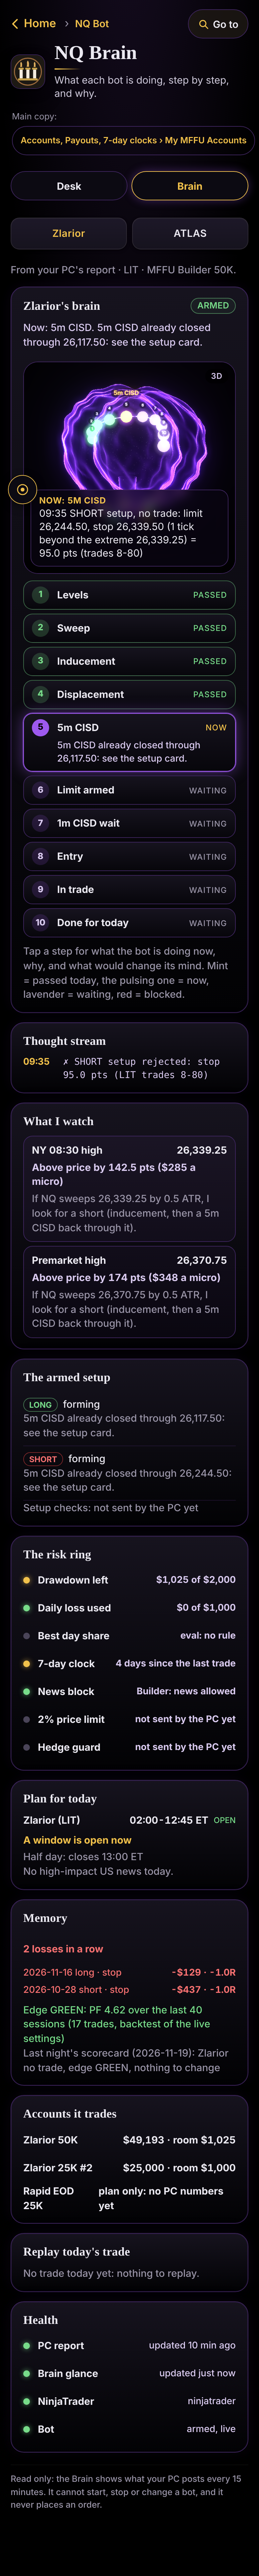 Home > NQ Bot
Go to
NQ Brain
What each bot is doing, step by step,
and why.
Main copy:
Accounts, Payouts, 7-day clocks › My MFFU Accounts
Desk
Brain
Zlarior
ATLAS
From your PC's report · LIT · MFFU Builder 50K.
Zlarior's brain
ARMED
Now: 5m CISD. 5m CISD already closed
through 26,117.50: see the setup card.
3D
5m CISD
NOW: 5M CISD
09:35 SHORT setup, no trade: limit
26,244.50, stop 26,339.50 (1 tick
beyond the extreme 26,339.25) =
95.0 pts (trades 8-80)
1 Levels PASSED
2 Sweep PASSED
3 Inducement PASSED
4 Displacement PASSED
5 5m CISD NOW
5m CISD already closed through
26,117.50: see the setup card.
6 Limit armed WAITING
7 1m CISD wait WAITING
8 Entry WAITING
9 In trade WAITING
10 Done for today WAITING
Tap a step for what the bot is doing now,
why, and what would change its mind. Mint
= passed today, the pulsing one = now,
lavender = waiting, red = blocked.
Thought stream
09:35 ✗ SHORT setup rejected: stop
95.0 pts (LIT trades 8-80)
What I watch
NY 08:30 high 26,339.25
Above price by 142.5 pts ($285 a
micro)
If NQ sweeps 26,339.25 by 0.5 ATR, I
look for a short (inducement, then a 5m
CISD back through it).
Premarket high 26,370.75
Above price by 174 pts ($348 a micro)
If NQ sweeps 26,370.75 by 0.5 ATR, I
look for a short (inducement, then a 5m
CISD back through it).
The armed setup
LONG forming
5m CISD already closed through 26,117.50:
see the setup card.
SHORT forming
5m CISD already closed through 26,244.50:
see the setup card.
Setup checks: not sent by the PC yet
The risk ring
Drawdown left $1,025 of $2,000
Daily loss used $0 of $1,000
Best day share eval: no rule
7-day clock 4 days since the last trade
News block Builder: news allowed
2% price limit not sent by the PC yet
Hedge guard not sent by the PC yet
Plan for today
Zlarior (LIT) 02:00-12:45 ET OPEN
A window is open now
Half day: closes 13:00 ET
No high-impact US news today.
Memory
2 losses in a row
2026-11-16 long · stop -$129 · -1.0R
2026-10-28 short · stop -$437 · -1.0R
Edge GREEN: PF 4.62 over the last 40
sessions (17 trades, backtest of the live
settings)
Last night's scorecard (2026-11-19): Zlarior
no trade, edge GREEN, nothing to change
Accounts it trades
Zlarior 50K $49,193 · room $1,025
Zlarior 25K #2 $25,000 · room $1,000
Rapid EOD plan only: no PC numbers
25K yet
Replay today's trade
No trade today yet: nothing to replay.
Health
PC report updated 10 min ago
Brain glance updated just now
NinjaTrader ninjatrader
Bot armed, live
Read only: the Brain shows what your PC posts every 15
minutes. It cannot start, stop or change a bot, and it
never places an order.